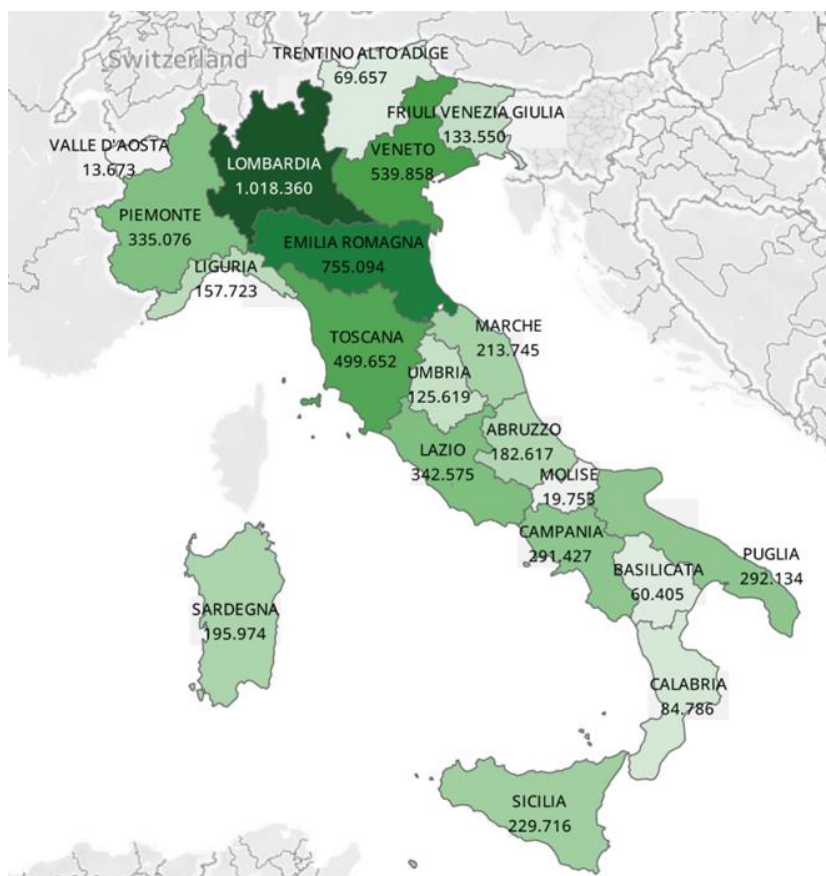 Switzerland
TRENTINO ALTO ADIGE
69.657
FRIULI VENEZIA GIULIA
133.550
VALLE D'AOSTA
13.673
LOMBARDIA
1.018.360
VENETO
539.858
PIEMONTE
335.076
EMILIA ROMAGNA
755.094
LIGURIA
157.723
TOSCANA
499.652
MARCHE
213.745
UMBRIA
125.619
ABRUZZO
182.617
LAZIO
342.575
MOLISE
19.753
CAMPANIA
291.427
PUGLIA
292.134
BASILICATA
60.405
SARDEGNA
195.974
CALABRIA
84.786
SICILIA
229.716